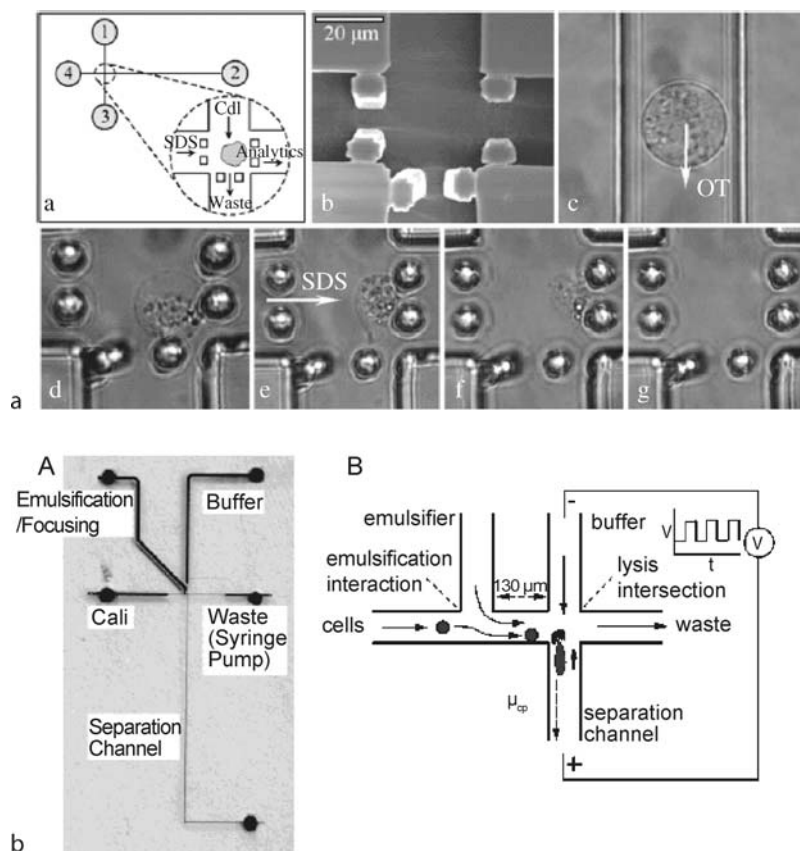 a
1
4
2
3
Cdl
SDS
Analytics
Waste
a
20 μm
b
OT
c
d
SDS
e
f
g
a
A
Emulsification
/Focusing
Buffer
Cali
Waste
(Syringe
Pump)
Separation
Channel
b
B
emulsifier
buffer
-
V
t
V
emulsification
interaction
130 μm
lysis
intersection
cells
waste
μcp
separation
channel
+